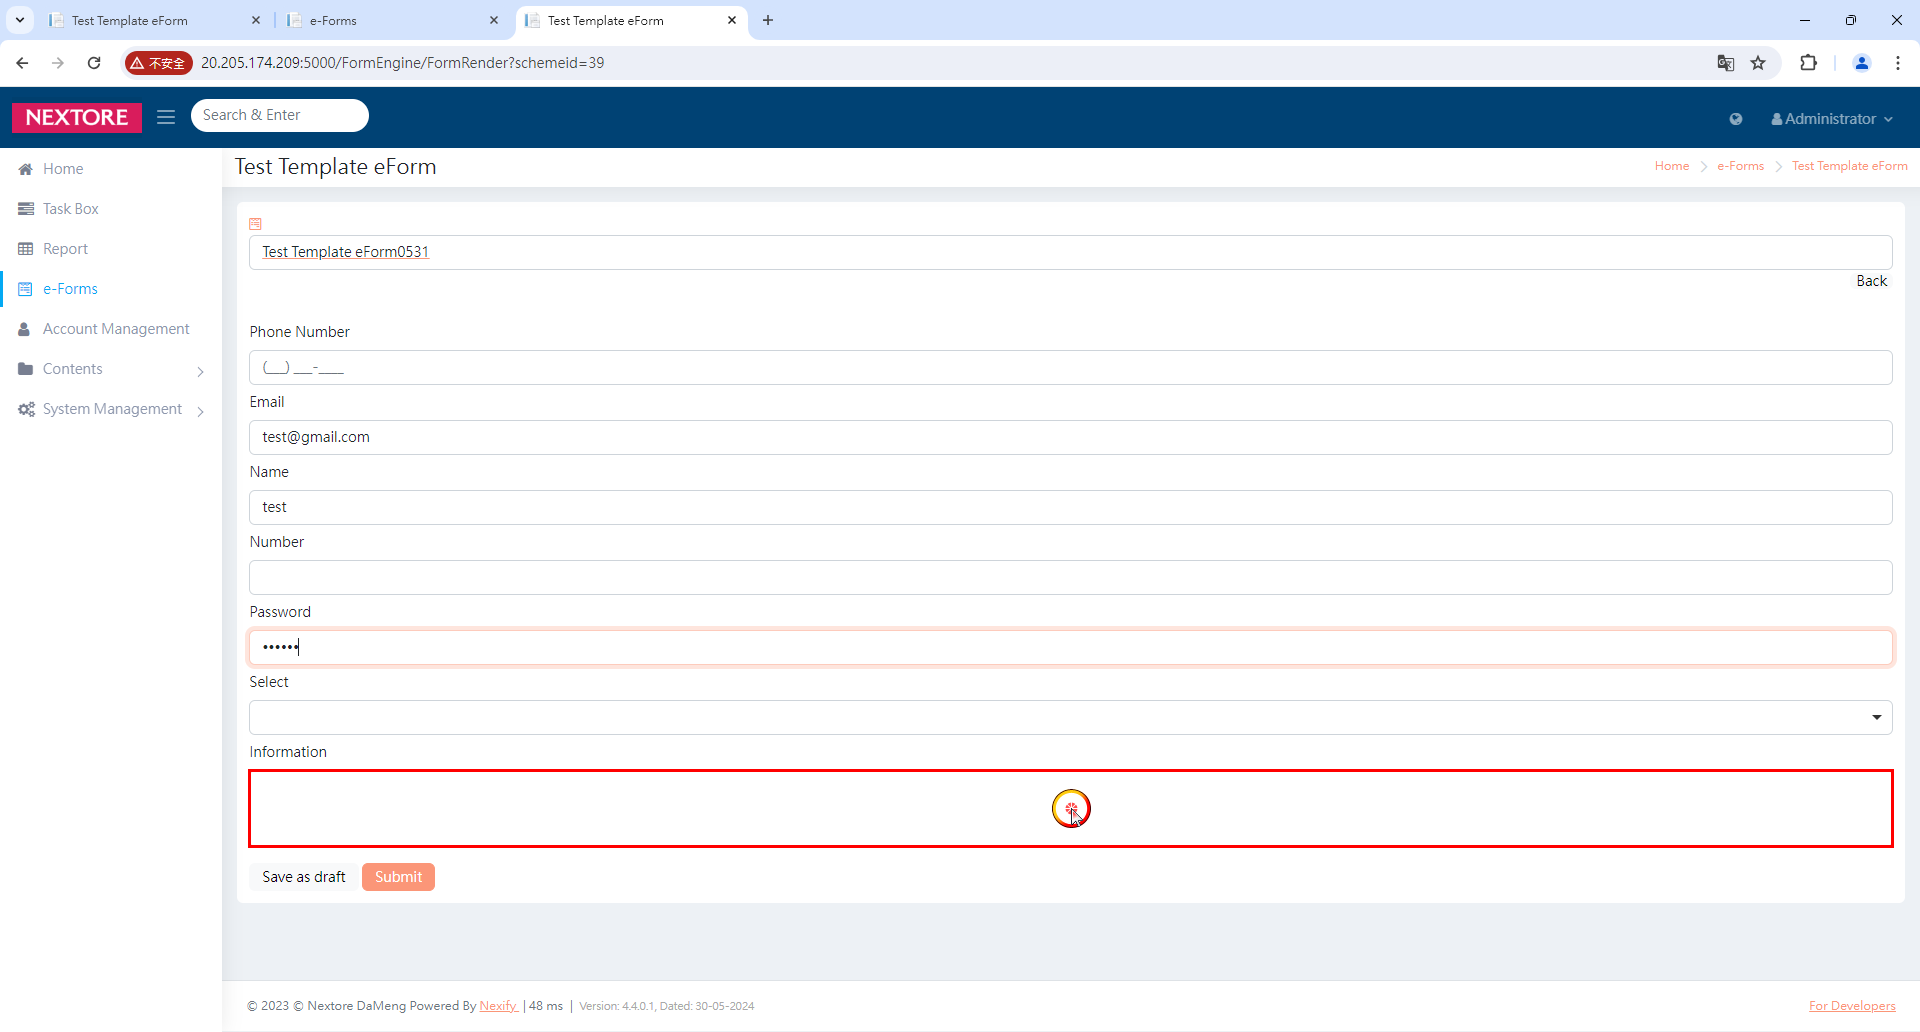 Test Template eForm
e-Forms
Test Template eForm
不安全
20.205.174.209:5000/FormEngine/FormRender?schemeid=39
NEXTORE
Search & Enter
Administrator
Home
Task Box
Report
e-Forms
Account Management
Contents
System Management
Test Template eForm
Home
e-Forms
Test Template eForm
Test Template eForm0531
Back
Phone Number
(___) ___-____
Email
test@gmail.com
Name
test
Number
Password
••••••
Select
Information
Save as draft
Submit
© 2023 © Nextore DaMeng Powered By Nexify | 48 ms | Version: 4.4.0.1, Dated: 30-05-2024
For Developers